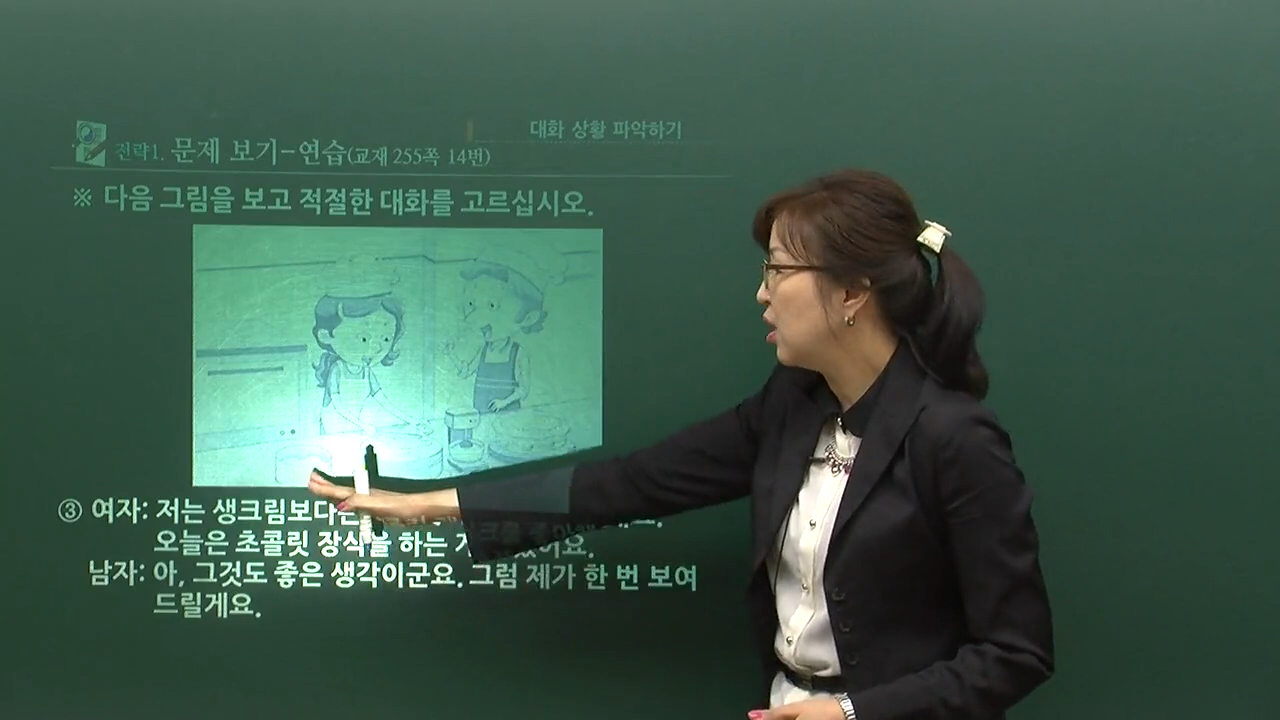 대화 상황 파악하기
전략1. 문제 보기-연습(교재 255쪽 14번)
※ 다음 그림을 보고 적절한 대화를 고르십시오.
③ 여자: 저는 생크림보다는
오늘은 초콜릿 장식을 하는
남자: 아, 그것도 좋은 생각이군요. 그럼 제가 한 번 보여
드릴게요.